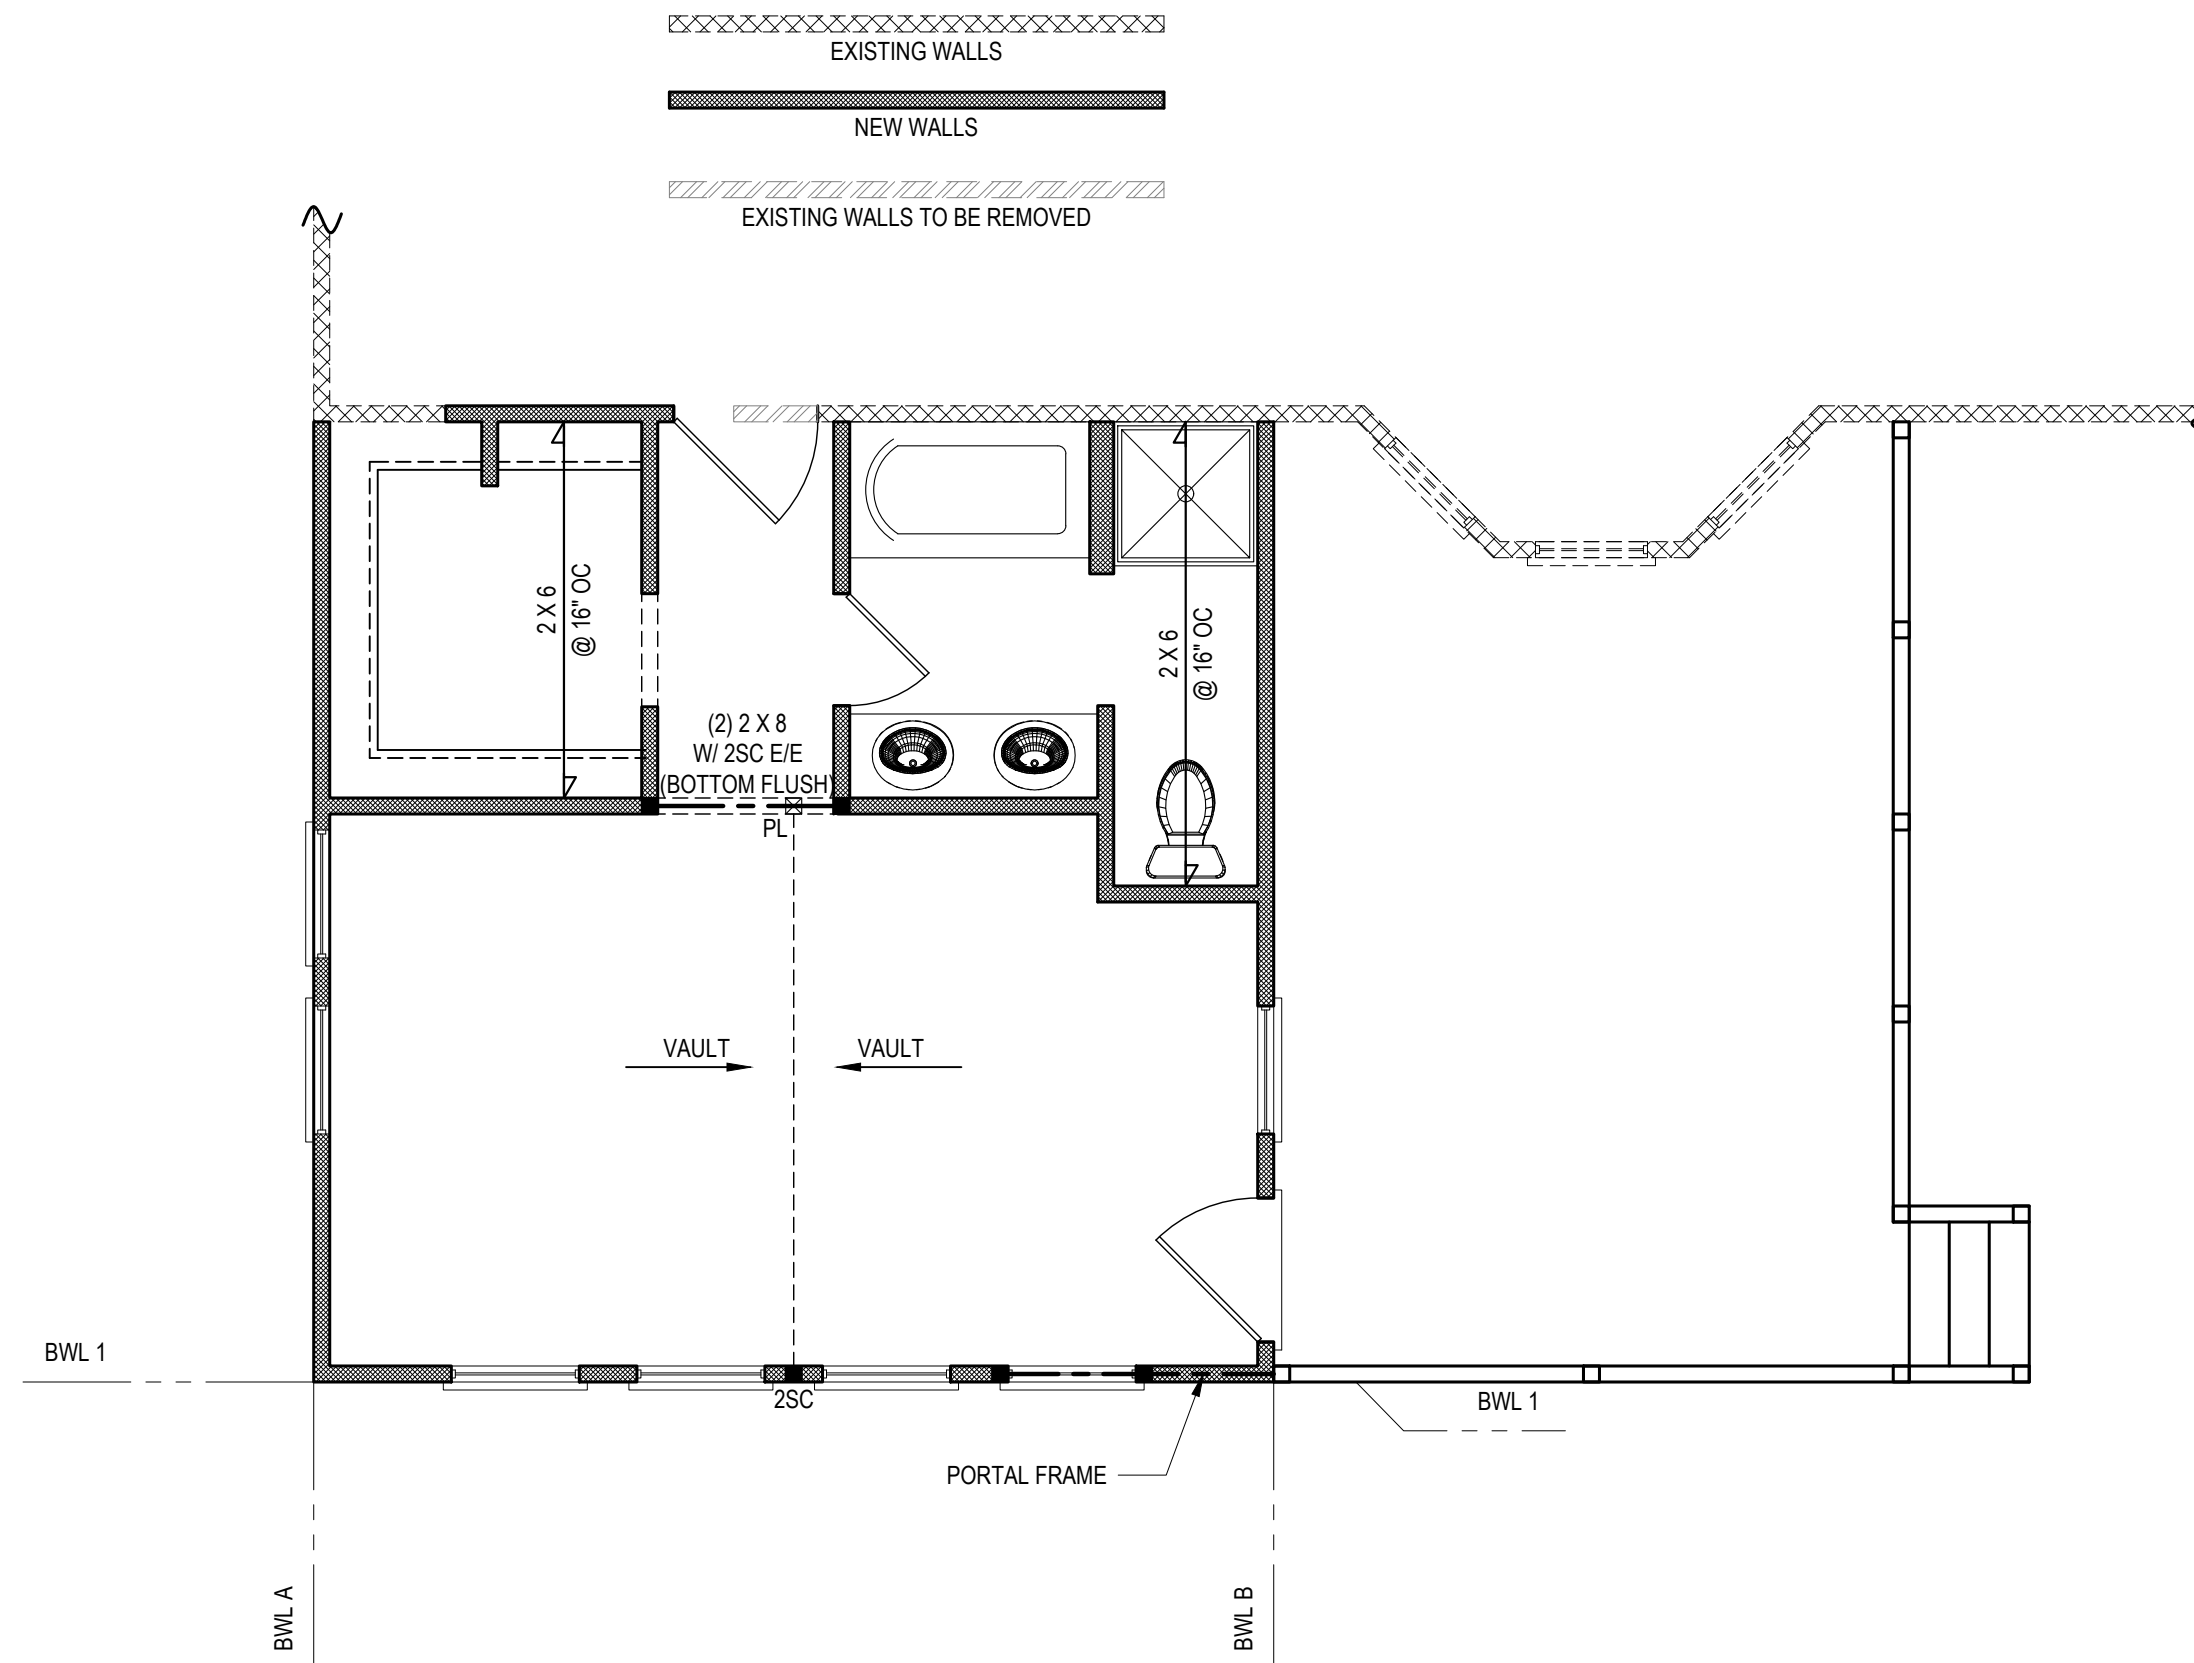 EXISTING WALLS
NEW WALLS
EXISTING WALLS TO BE REMOVED
2 X 6
@ 16" OC
2 X 6
@ 16" OC
(2) 2 X 8
W/ 2SC E/E
(BOTTOM FLUSH)
PL
VAULT
VAULT
BWL 1
2SC
BWL 1
PORTAL FRAME
BWL A
BWL B